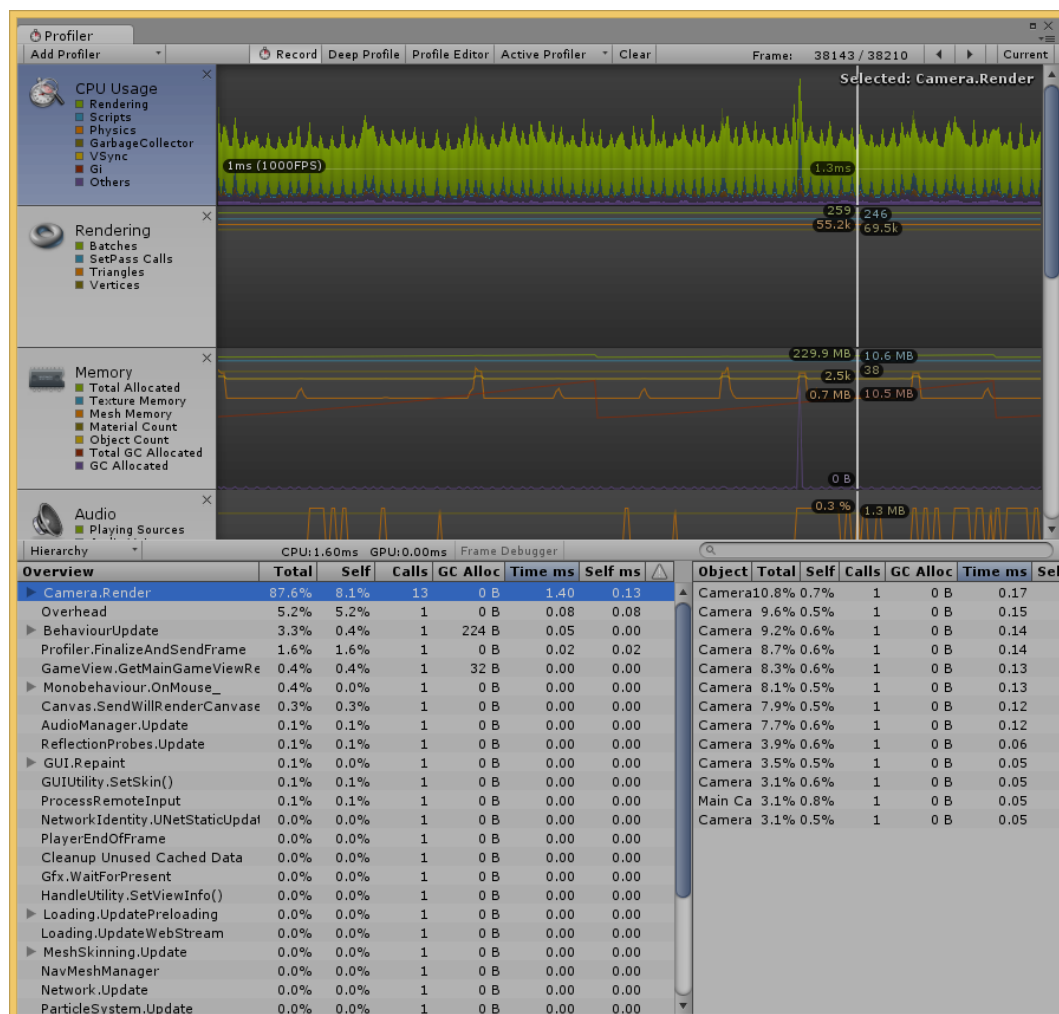 Profiler
Add Profiler Record Deep Profile Profile Editor Active Profiler Clear Frame: 38143 / 38210 Current
Selected: Camera.Render
CPU Usage
Rendering
Scripts
Physics
GarbageCollector
VSync
Gi
Others
1ms (1000FPS)
1.3ms
Rendering
Batches
SetPass Calls
Triangles
Vertices
259 246
55.2k 69.5k
Memory
Total Allocated
Texture Memory
Mesh Memory
Material Count
Object Count
Total GC Allocated
GC Allocated
229.9 MB 10.6 MB
2.5k 38
0.7 MB 10.5 MB
0 B
Audio
Playing Sources
0.3 % 1.3 MB
Hierarchy CPU:1.60ms GPU:0.00ms Frame Debugger
Overview Total Self Calls GC Alloc Time ms Self ms
Camera.Render 87.6% 8.1% 13 0 B 1.40 0.13
Overhead 5.2% 5.2% 1 0 B 0.08 0.08
BehaviourUpdate 3.3% 0.4% 1 224 B 0.05 0.00
Profiler.FinalizeAndSendFrame 1.6% 1.6% 1 0 B 0.02 0.02
GameView.GetMainGameViewRe 0.4% 0.4% 1 32 B 0.00 0.00
Monobehaviour.OnMouse_ 0.4% 0.0% 1 0 B 0.00 0.00
Canvas.SendWillRenderCanvase 0.3% 0.3% 1 0 B 0.00 0.00
AudioManager.Update 0.1% 0.1% 1 0 B 0.00 0.00
ReflectionProbes.Update 0.1% 0.1% 1 0 B 0.00 0.00
GUI.Repaint 0.1% 0.0% 1 0 B 0.00 0.00
GUIUtility.SetSkin() 0.1% 0.1% 1 0 B 0.00 0.00
ProcessRemoteInput 0.1% 0.1% 1 0 B 0.00 0.00
NetworkIdentity.UNetStaticUpdat 0.0% 0.0% 1 0 B 0.00 0.00
PlayerEndOfFrame 0.0% 0.0% 1 0 B 0.00 0.00
Cleanup Unused Cached Data 0.0% 0.0% 1 0 B 0.00 0.00
Gfx.WaitForPresent 0.0% 0.0% 1 0 B 0.00 0.00
HandleUtility.SetViewInfo() 0.0% 0.0% 1 0 B 0.00 0.00
Loading.UpdatePreloading 0.0% 0.0% 1 0 B 0.00 0.00
Loading.UpdateWebStream 0.0% 0.0% 1 0 B 0.00 0.00
MeshSkinning.Update 0.0% 0.0% 1 0 B 0.00 0.00
NavMeshManager 0.0% 0.0% 1 0 B 0.00 0.00
Network.Update 0.0% 0.0% 1 0 B 0.00 0.00
ParticleSystem.Update 0.0% 0.0% 1 0 B 0.00 0.00
Object Total Self Calls GC Alloc Time ms Sel
Camera 10.8% 0.7% 1 0 B 0.17
Camera 9.6% 0.5% 1 0 B 0.15
Camera 9.2% 0.6% 1 0 B 0.14
Camera 8.7% 0.6% 1 0 B 0.14
Camera 8.3% 0.6% 1 0 B 0.13
Camera 8.1% 0.5% 1 0 B 0.13
Camera 7.9% 0.5% 1 0 B 0.12
Camera 7.7% 0.6% 1 0 B 0.12
Camera 3.9% 0.6% 1 0 B 0.06
Camera 3.5% 0.5% 1 0 B 0.05
Camera 3.1% 0.6% 1 0 B 0.05
Main Ca 3.1% 0.8% 1 0 B 0.05
Camera 3.1% 0.5% 1 0 B 0.05